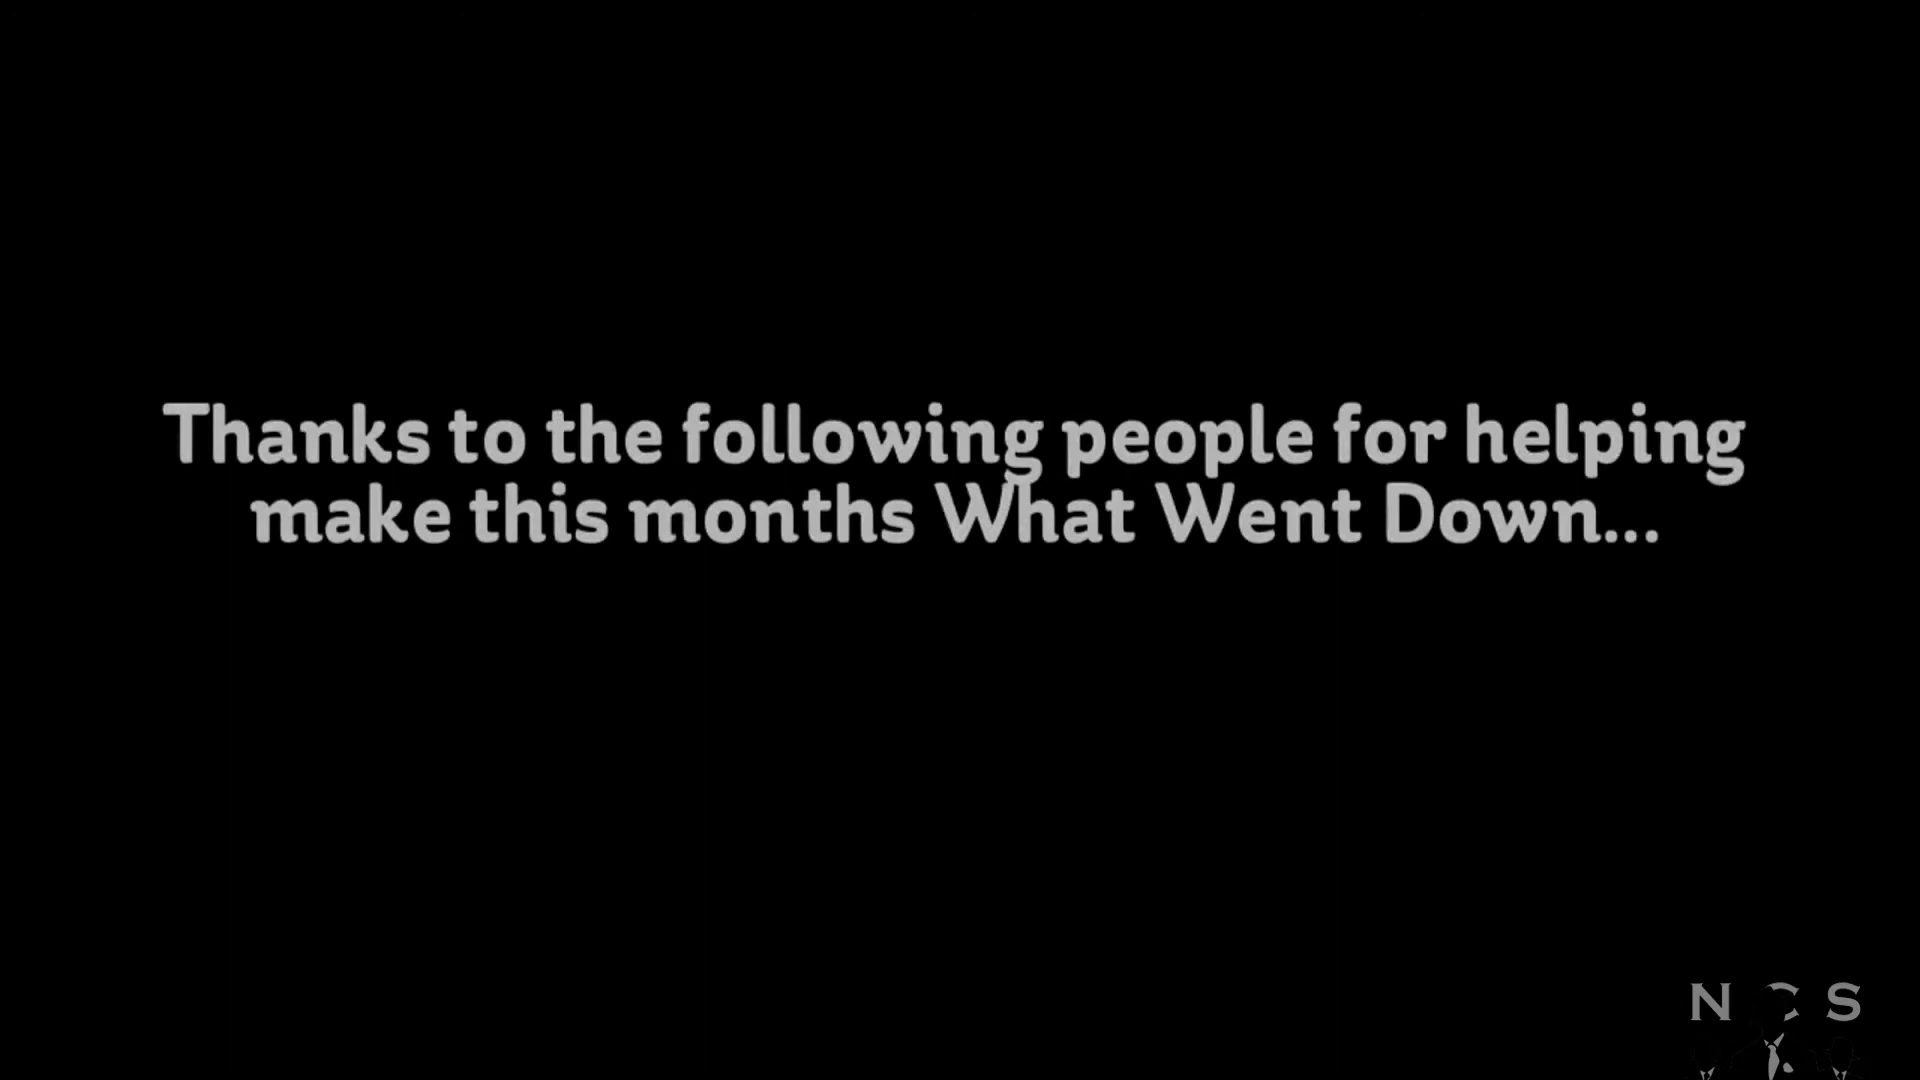 Thanks to the following people for helping
make this months What Went Down...
N C S